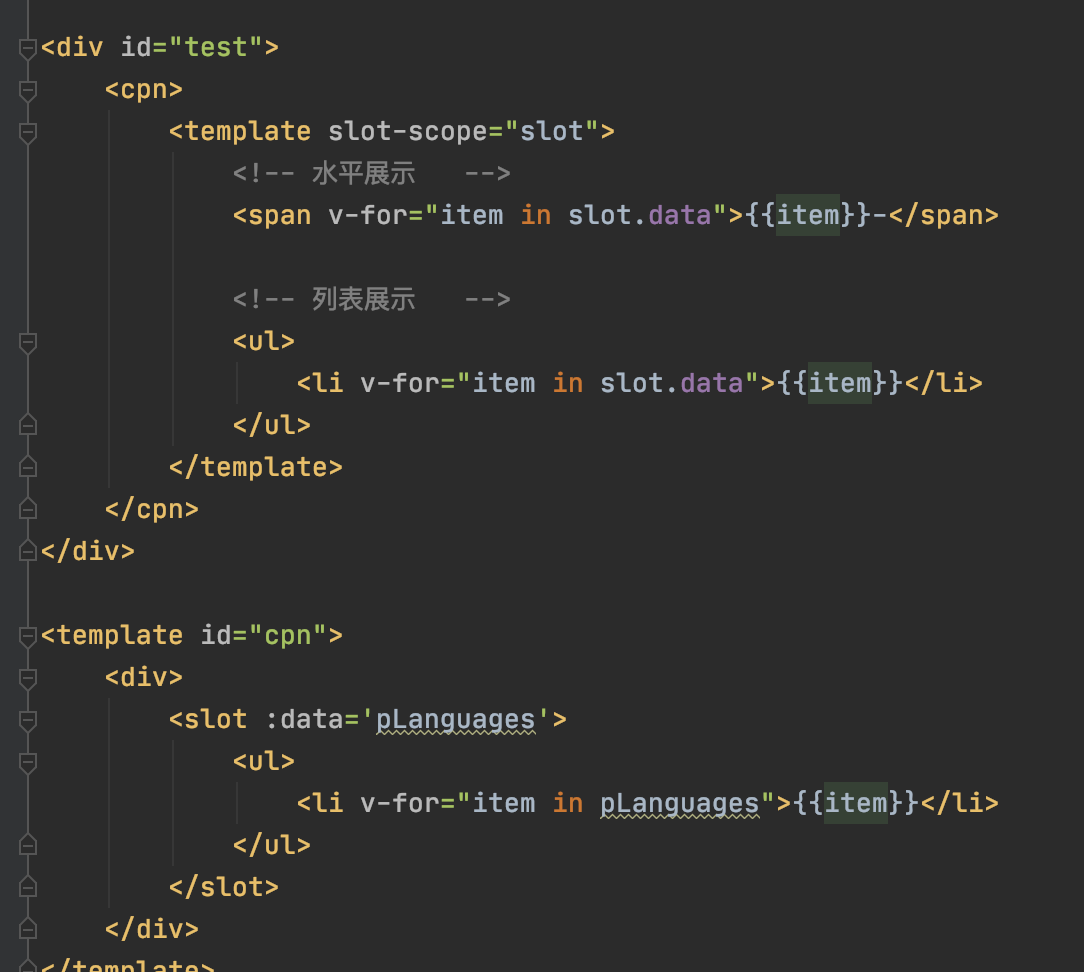 <div id="test">
<cpn>
<template slot-scope="slot">
<!-- 水平展示   -->
<span v-for="item in slot.data">{{item}}-</span>
<!-- 列表展示   -->
<ul>
<li v-for="item in slot.data">{{item}}</li>
</ul>
</template>
</cpn>
</div>
<template id="cpn">
<div>
<slot :data='pLanguages'>
<ul>
<li v-for="item in pLanguages">{{item}}</li>
</ul>
</slot>
</div>
</template>